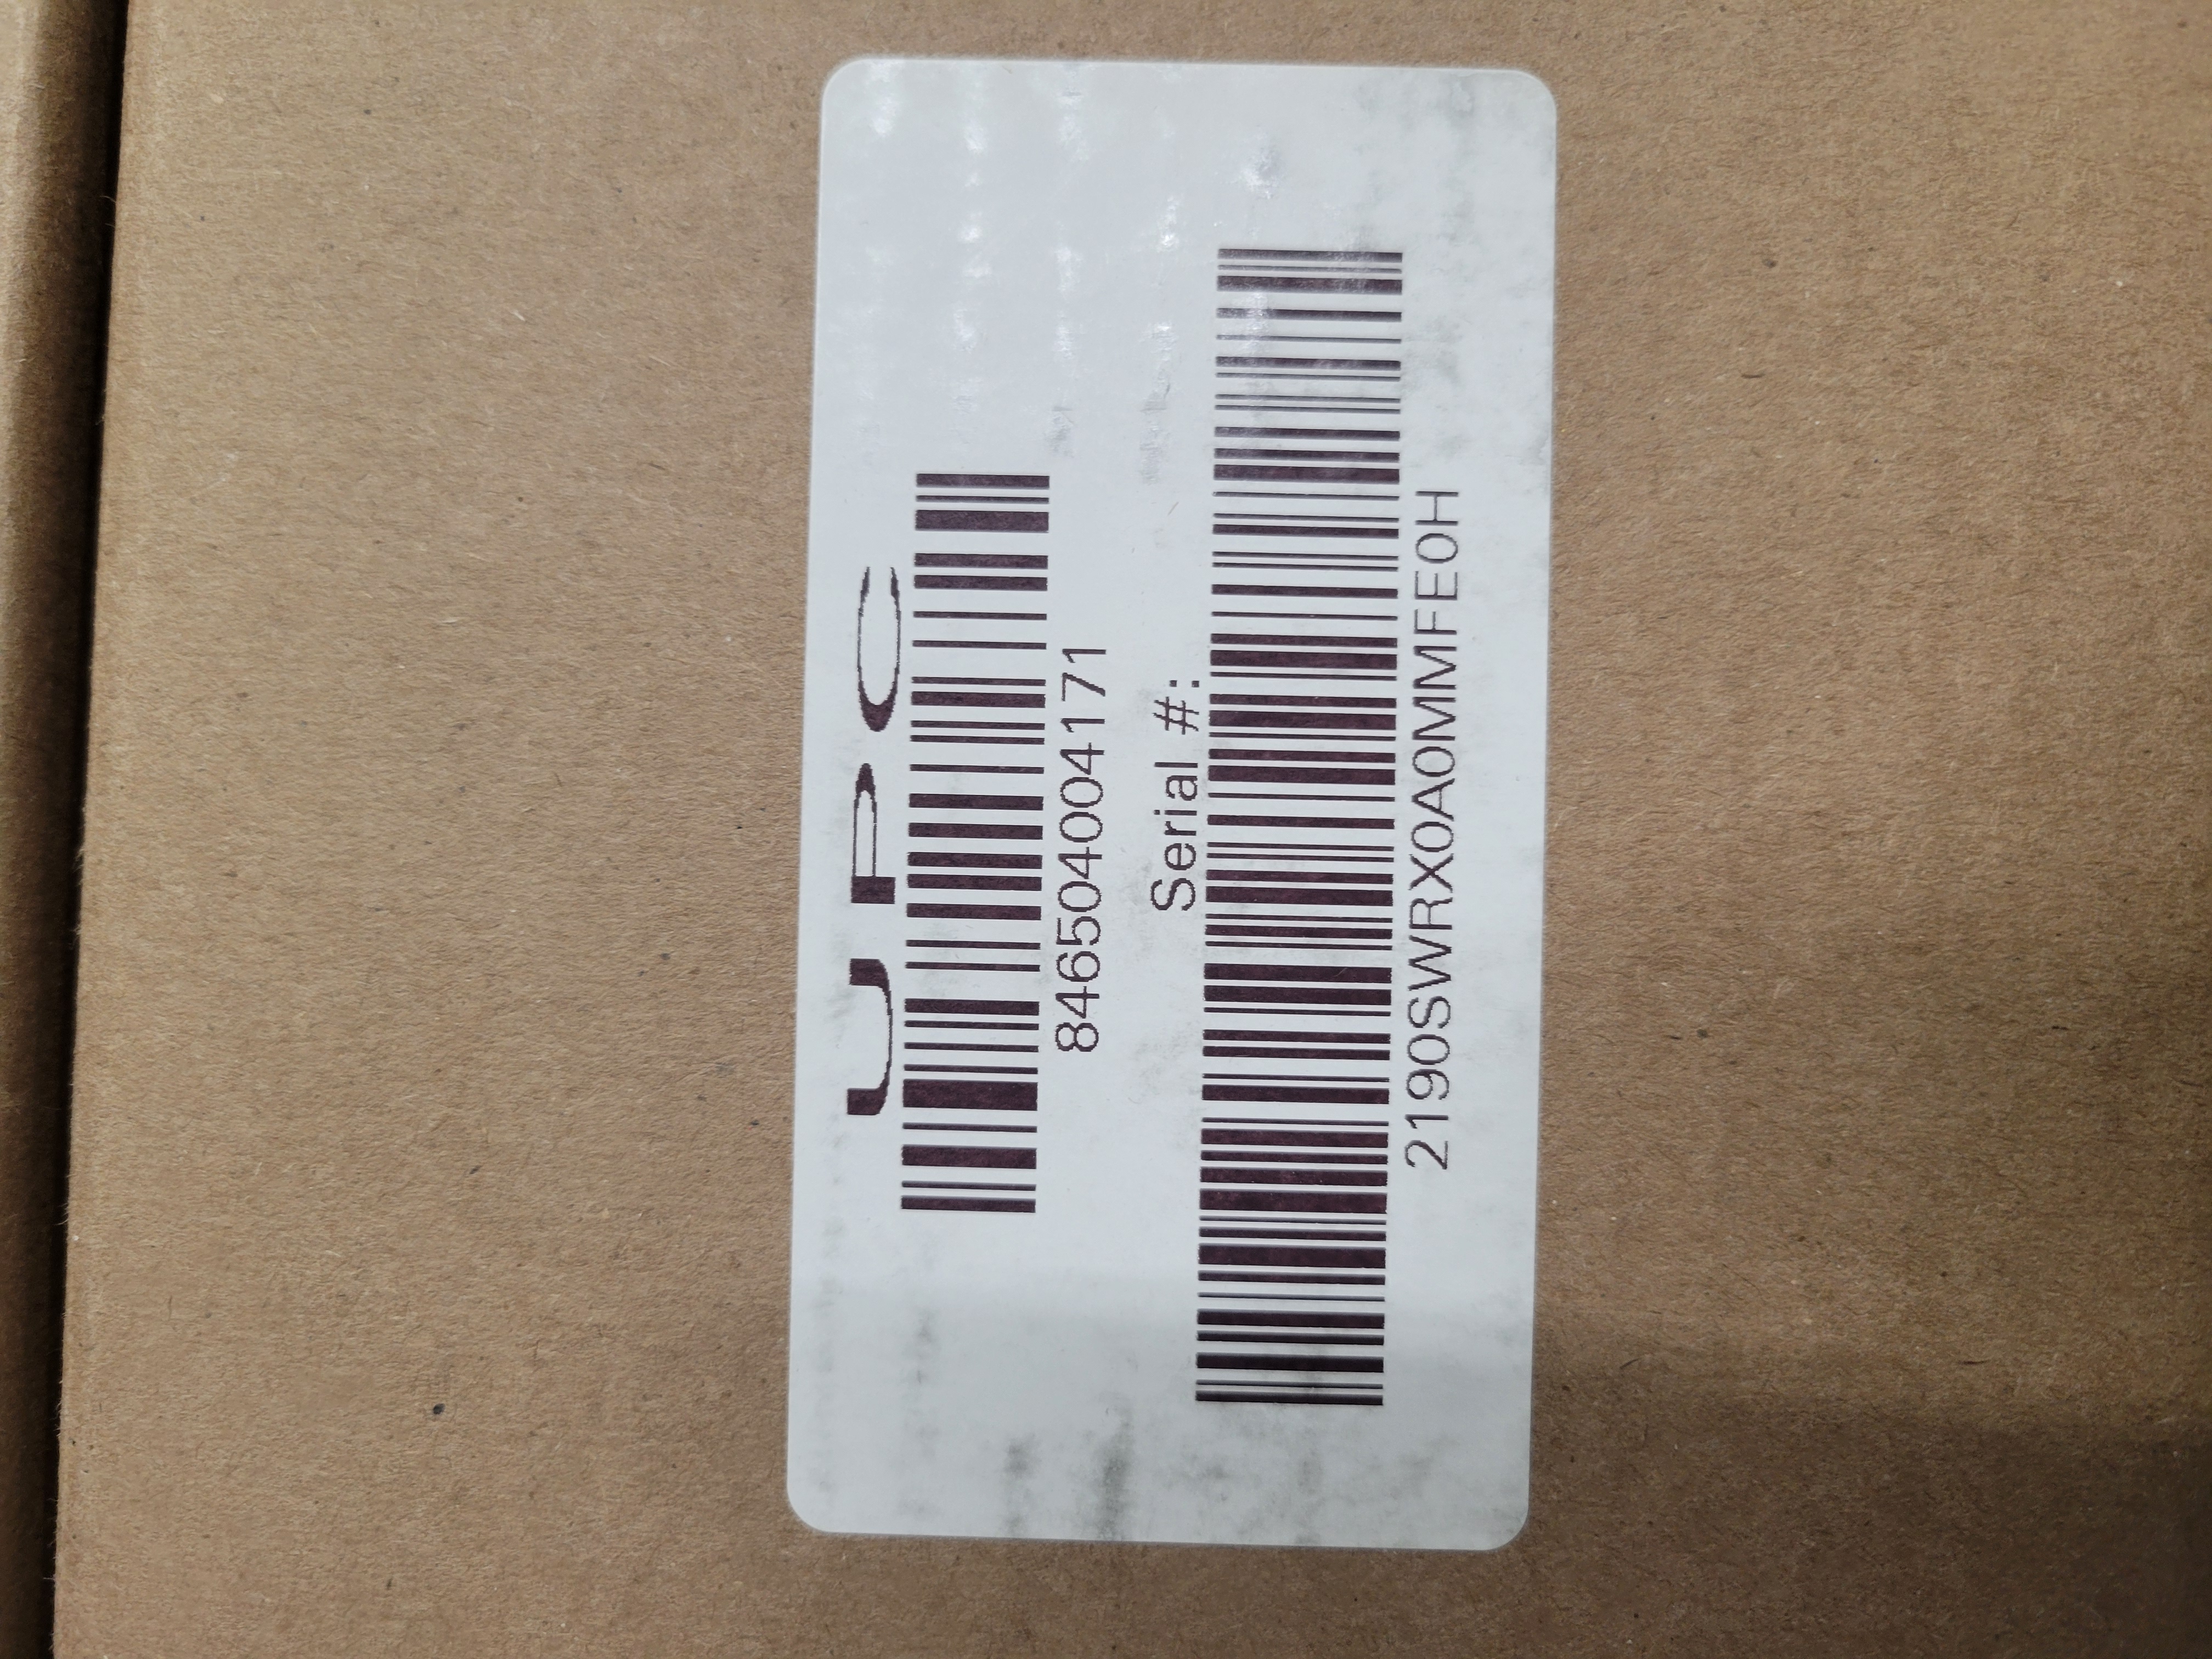 UPC
846504004171
Serial #:
2190SWRX0A0MMFE0H